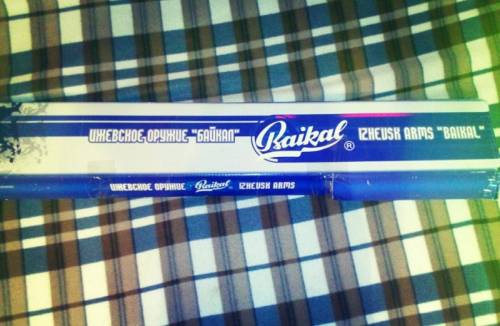 ИЖЕВСКОЕ ОРУЖИЕ "БАЙКАЛ" Baikal ® IZHEVSK ARMS "BAIKAL"
ИЖЕВСКОЕ ОРУЖИЕ Baikal IZHEVSK ARMS